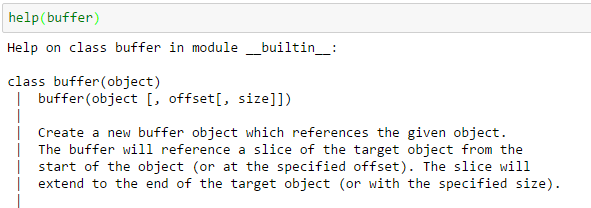 help(buffer)
Help on class buffer in module __builtin__:
class buffer(object)
 |  buffer(object [, offset[, size]])
 |
 |  Create a new buffer object which references the given object.
 |  The buffer will reference a slice of the target object from the
 |  start of the object (or at the specified offset). The slice will
 |  extend to the end of the target object (or with the specified size).
 |